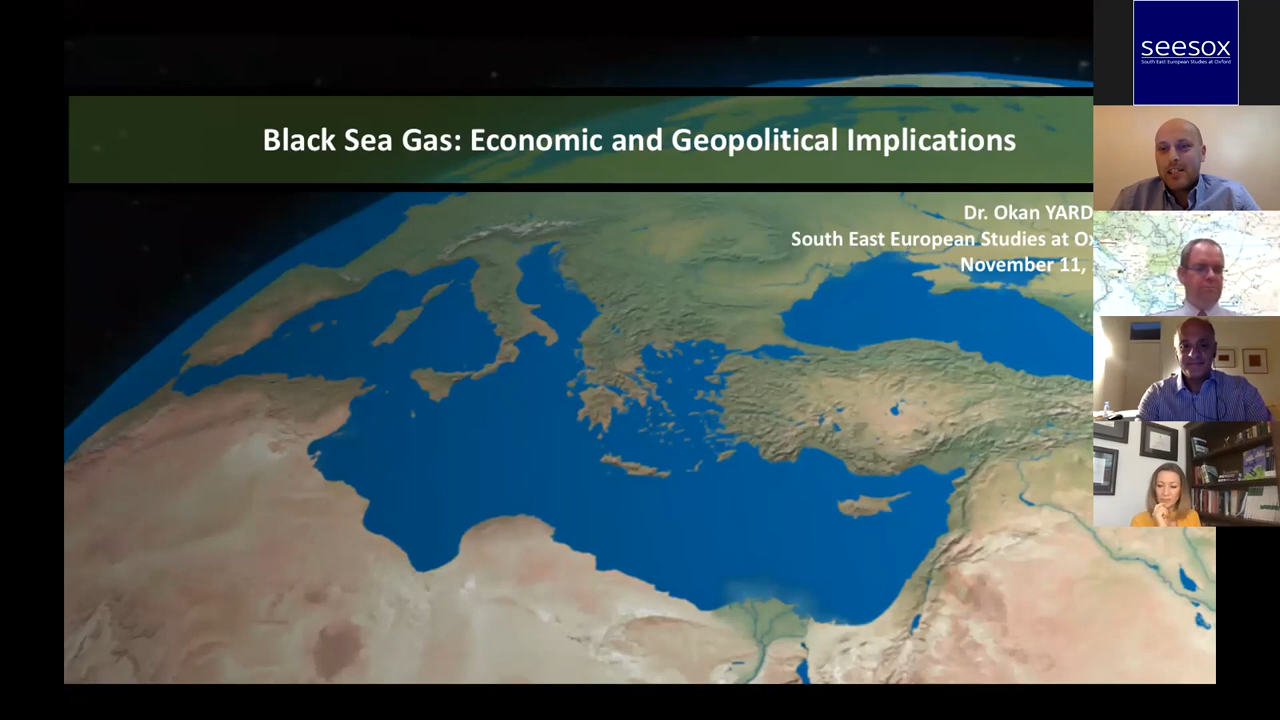 Black Sea Gas: Economic and Geopolitical Implications
Dr. Okan YARD
South East European Studies at Ox
November 11,
seesox
South East European Studies at Oxford